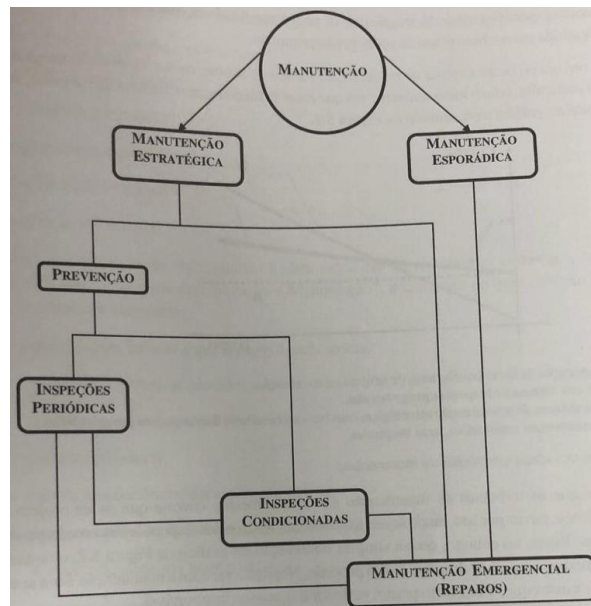 MANUTENÇÃO
MANUTENÇÃO
ESTRATÉGICA
MANUTENÇÃO
ESPORÁDICA
PREVENÇÃO
INSPEÇÕES
PERIÓDICAS
INSPEÇÕES
CONDICIONADAS
MANUTENÇÃO EMERGENCIAL
(REPAROS)